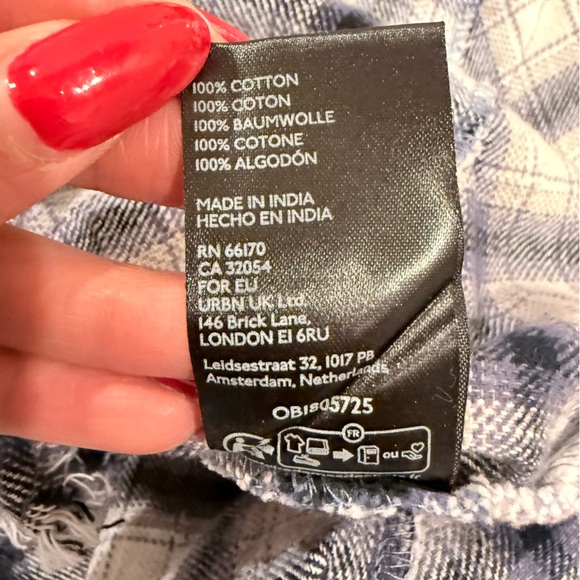 100% COTTON
100% COTON
100% BAUMWOLLE
100% COTONE
100% ALGODÓN
MADE IN INDIA
HECHO EN INDIA
RN 66170
CA 32054
FOR EU
URBN UK Ltd.
146 Brick Lane,
LONDON E1 6RU
Leidsestraat 32, 1017 PB
Amsterdam, Netherlands
OB1805725
FR
ou